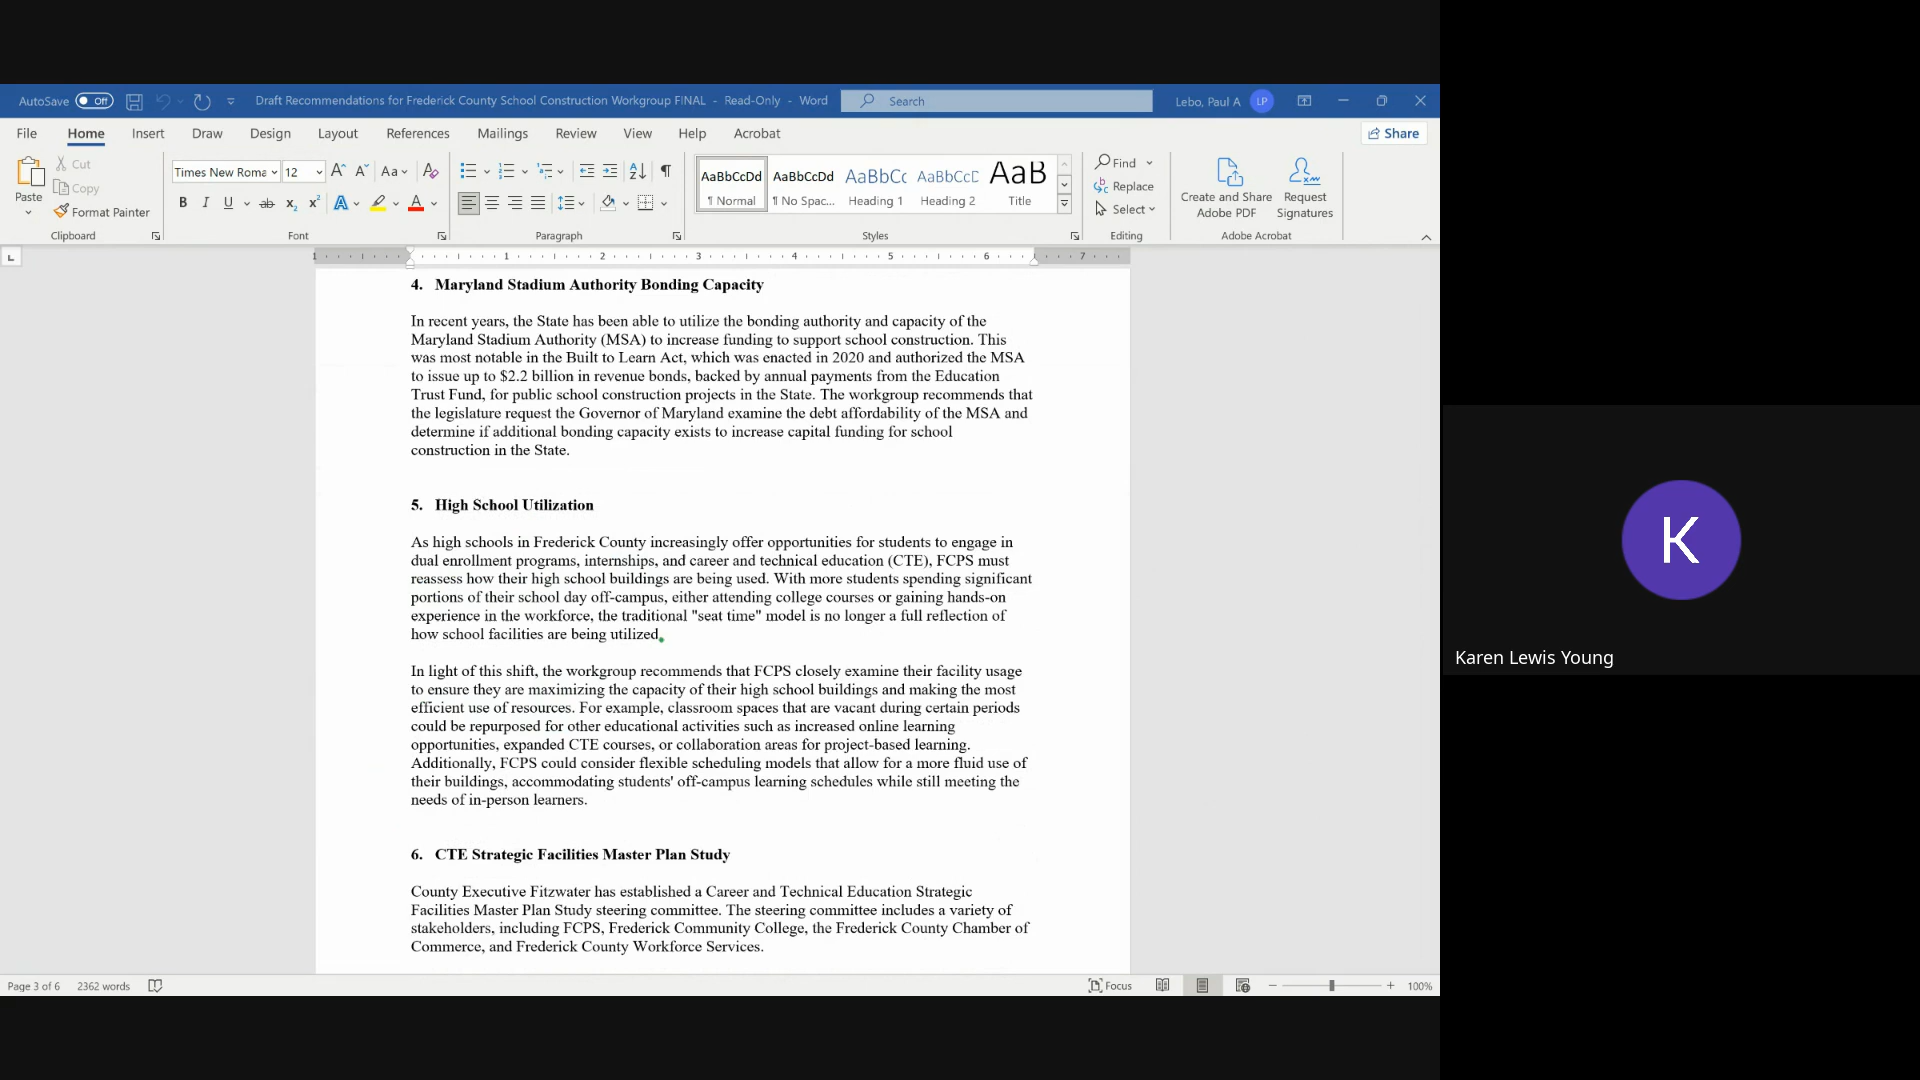 AutoSave Off Draft Recommendations for Frederick County School Construction Workgroup FINAL - Read-Only - Word Search Lebo, Paul A LP
File Home Insert Draw Design Layout References Mailings Review View Help Acrobat Share
Paste Cut Copy Format Painter Clipboard
Times New Roma 12 Aa B I U ab x₂ x² A A Font
Paragraph
AaBbCcDd AaBbCcDd AaBbCc AaBbCcD AaB
¶ Normal ¶ No Spac... Heading 1 Heading 2 Title
Styles
Find Replace Select Editing
Create and Share Adobe PDF Request Signatures Adobe Acrobat
1 1 2 3 4 5 6 7
4. Maryland Stadium Authority Bonding Capacity
In recent years, the State has been able to utilize the bonding authority and capacity of the
Maryland Stadium Authority (MSA) to increase funding to support school construction. This
was most notable in the Built to Learn Act, which was enacted in 2020 and authorized the MSA
to issue up to $2.2 billion in revenue bonds, backed by annual payments from the Education
Trust Fund, for public school construction projects in the State. The workgroup recommends that
the legislature request the Governor of Maryland examine the debt affordability of the MSA and
determine if additional bonding capacity exists to increase capital funding for school
construction in the State.
5. High School Utilization
As high schools in Frederick County increasingly offer opportunities for students to engage in
dual enrollment programs, internships, and career and technical education (CTE), FCPS must
reassess how their high school buildings are being used. With more students spending significant
portions of their school day off-campus, either attending college courses or gaining hands-on
experience in the workforce, the traditional "seat time" model is no longer a full reflection of
how school facilities are being utilized.
In light of this shift, the workgroup recommends that FCPS closely examine their facility usage
to ensure they are maximizing the capacity of their high school buildings and making the most
efficient use of resources. For example, classroom spaces that are vacant during certain periods
could be repurposed for other educational activities such as increased online learning
opportunities, expanded CTE courses, or collaboration areas for project-based learning.
Additionally, FCPS could consider flexible scheduling models that allow for a more fluid use of
their buildings, accommodating students' off-campus learning schedules while still meeting the
needs of in-person learners.
6. CTE Strategic Facilities Master Plan Study
County Executive Fitzwater has established a Career and Technical Education Strategic
Facilities Master Plan Study steering committee. The steering committee includes a variety of
stakeholders, including FCPS, Frederick Community College, the Frederick County Chamber of
Commerce, and Frederick County Workforce Services.
Page 3 of 6 2362 words Focus 100%
K
Karen Lewis Young